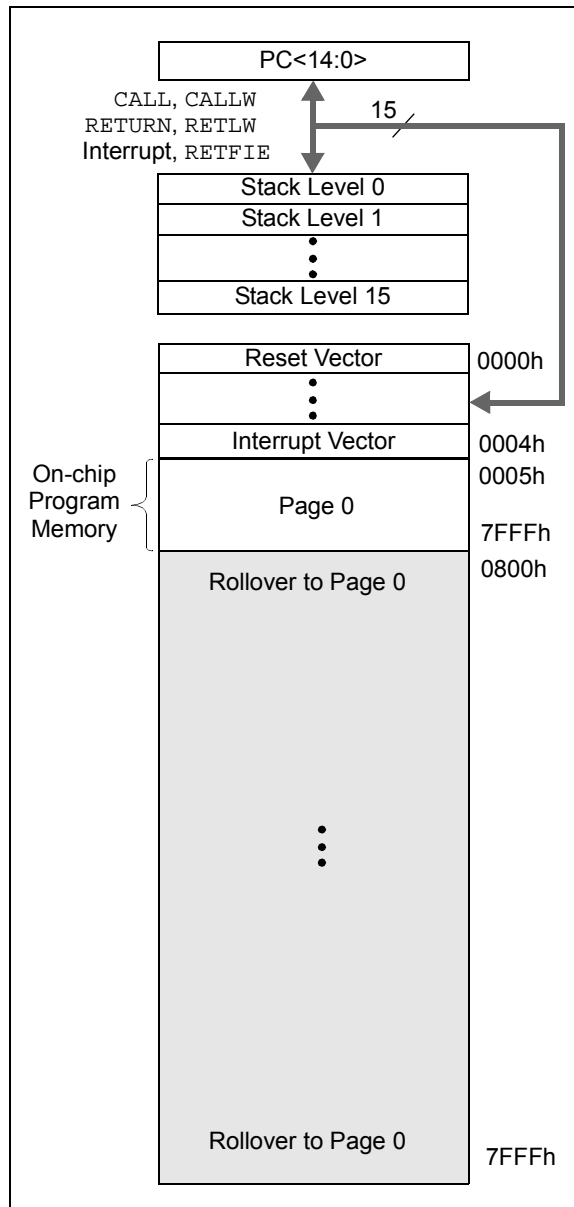 PC<14:0>
CALL, CALLW
15
RETURN, RETLW
Interrupt, RETFIE
Stack Level 0
Stack Level 1
Stack Level 15
Reset Vector
0000h
Interrupt Vector
0004h
On-chip
Program
Memory
0005h
Page 0
7FFFh
Rollover to Page 0
0800h
Rollover to Page 0
7FFFh